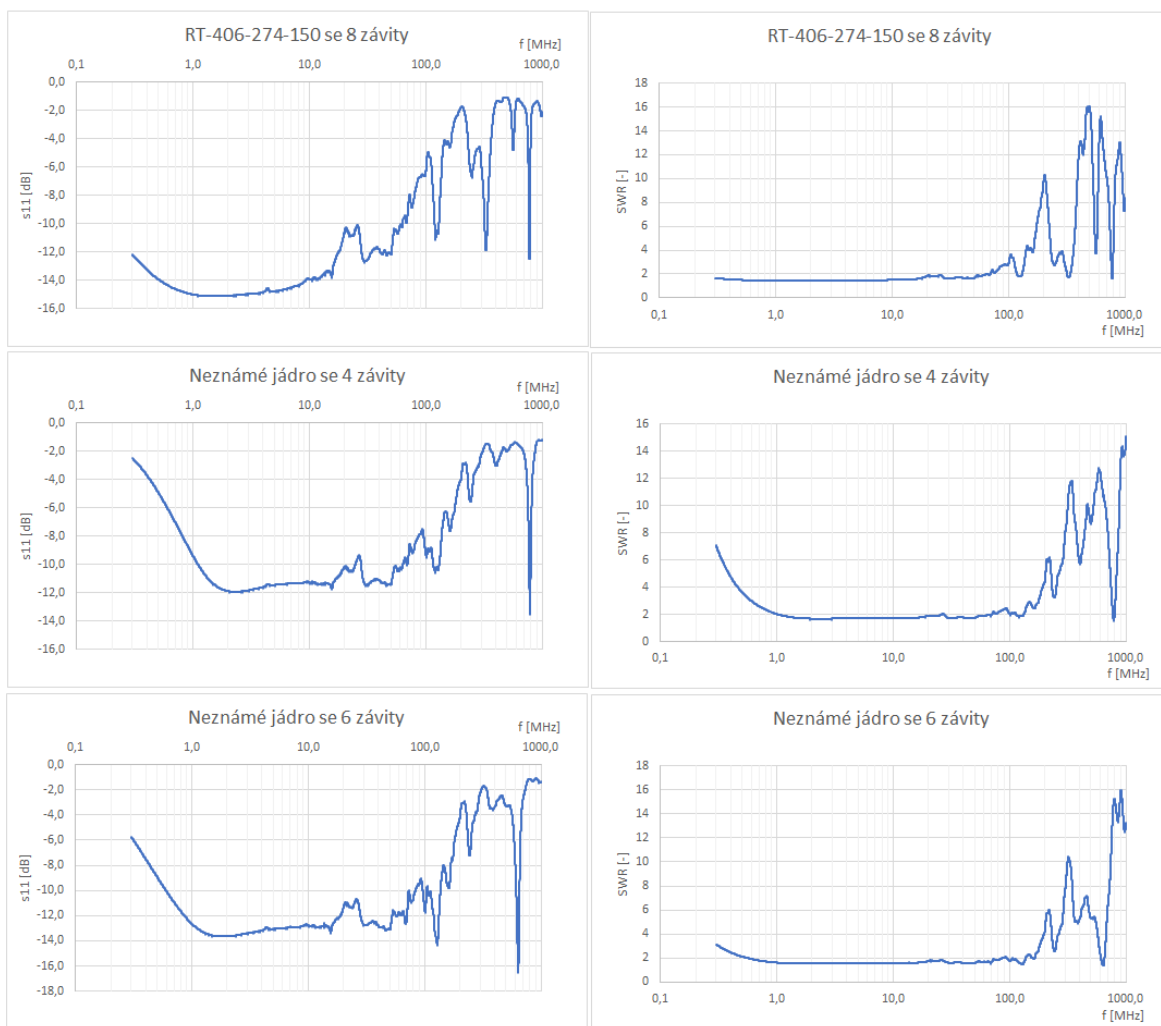 RT-406-274-150 se 8 závity
f [MHz]
0,1 1,0 10,0 100,0 1000,0
0,0
-2,0
-4,0
-6,0
-8,0
-10,0
-12,0
-14,0
-16,0
s11 [dB]
RT-406-274-150 se 8 závity
18
16
14
12
10
8
6
4
2
0
SWR [-]
0,1 1,0 10,0 100,0 1000,0
f [MHz]
Neznámé jádro se 4 závity
f [MHz]
0,1 1,0 10,0 100,0 1000,0
0,0
-2,0
-4,0
-6,0
-8,0
-10,0
-12,0
-14,0
-16,0
s11 [dB]
Neznámé jádro se 4 závity
16
14
12
10
8
6
4
2
0
SWR [-]
0,1 1,0 10,0 100,0 1000,0
f [MHz]
Neznámé jádro se 6 závity
f [MHz]
0,1 1,0 10,0 100,0 1000,0
0,0
-2,0
-4,0
-6,0
-8,0
-10,0
-12,0
-14,0
-16,0
-18,0
s11 [dB]
Neznámé jádro se 6 závity
18
16
14
12
10
8
6
4
2
0
SWR [-]
0,1 1,0 10,0 100,0 1000,0
f [MHz]